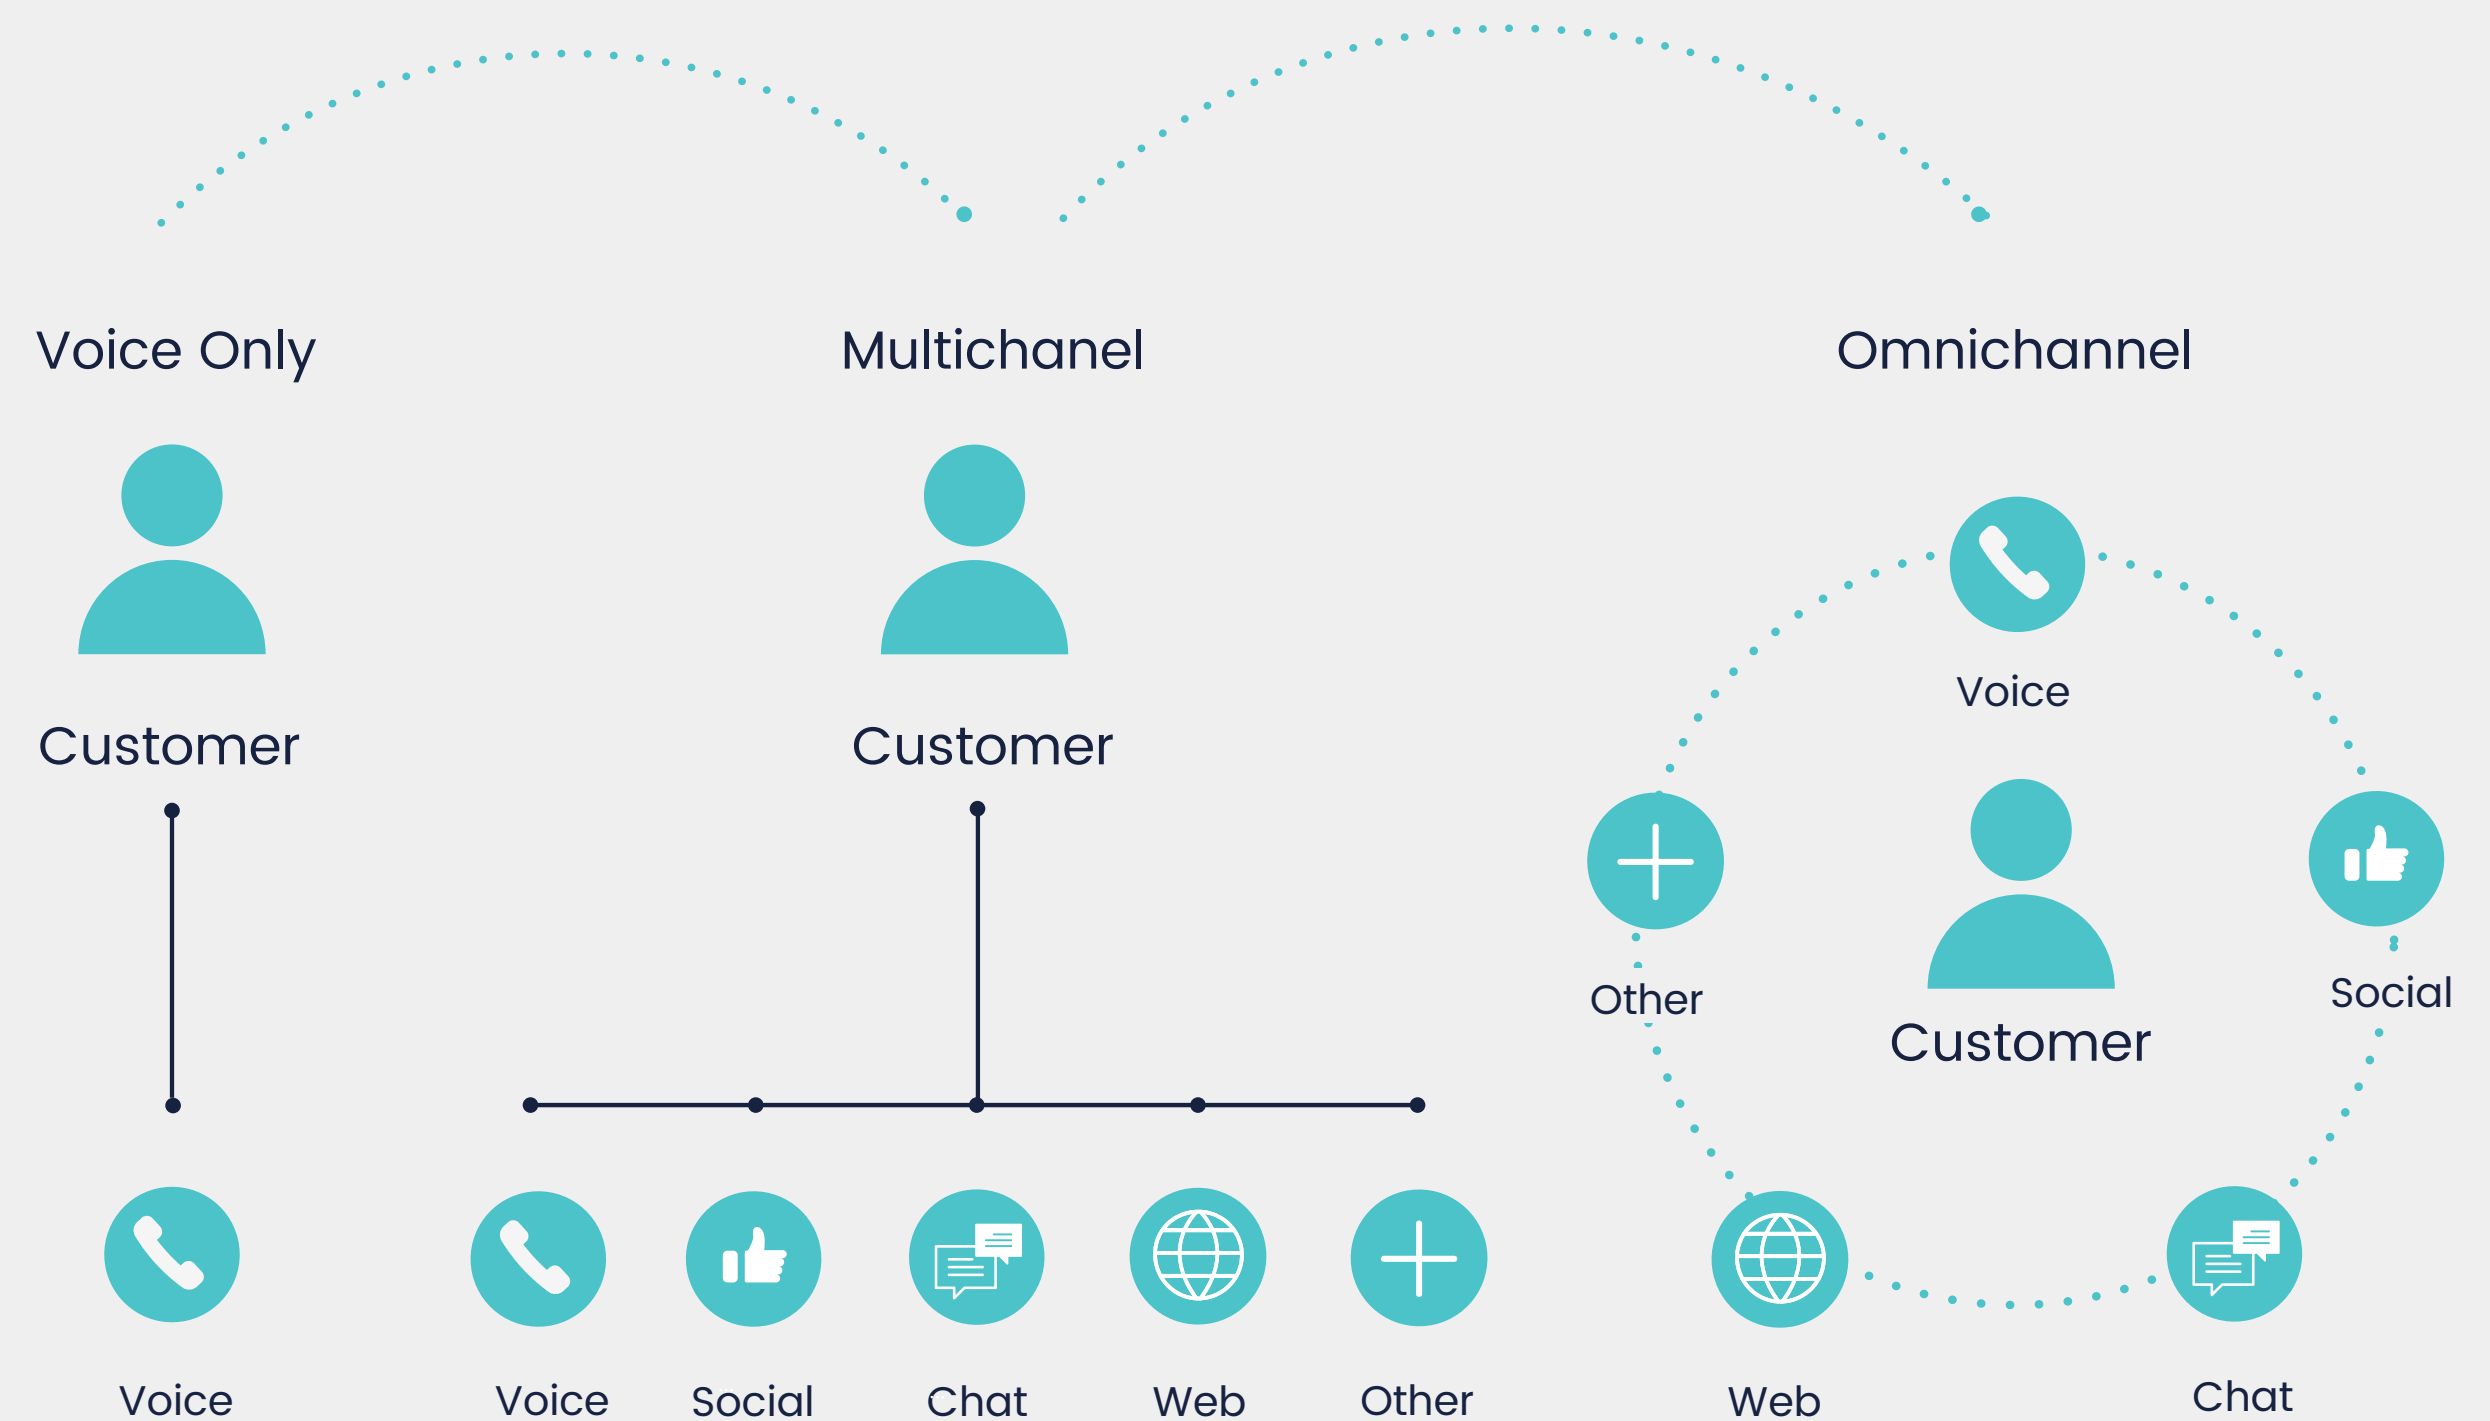 Voice Only
Multichanel
Omnichannel
Customer
Voice
Customer
Voice
Social
Chat
Web
Other
Voice
Other
Social
Customer
Web
Chat